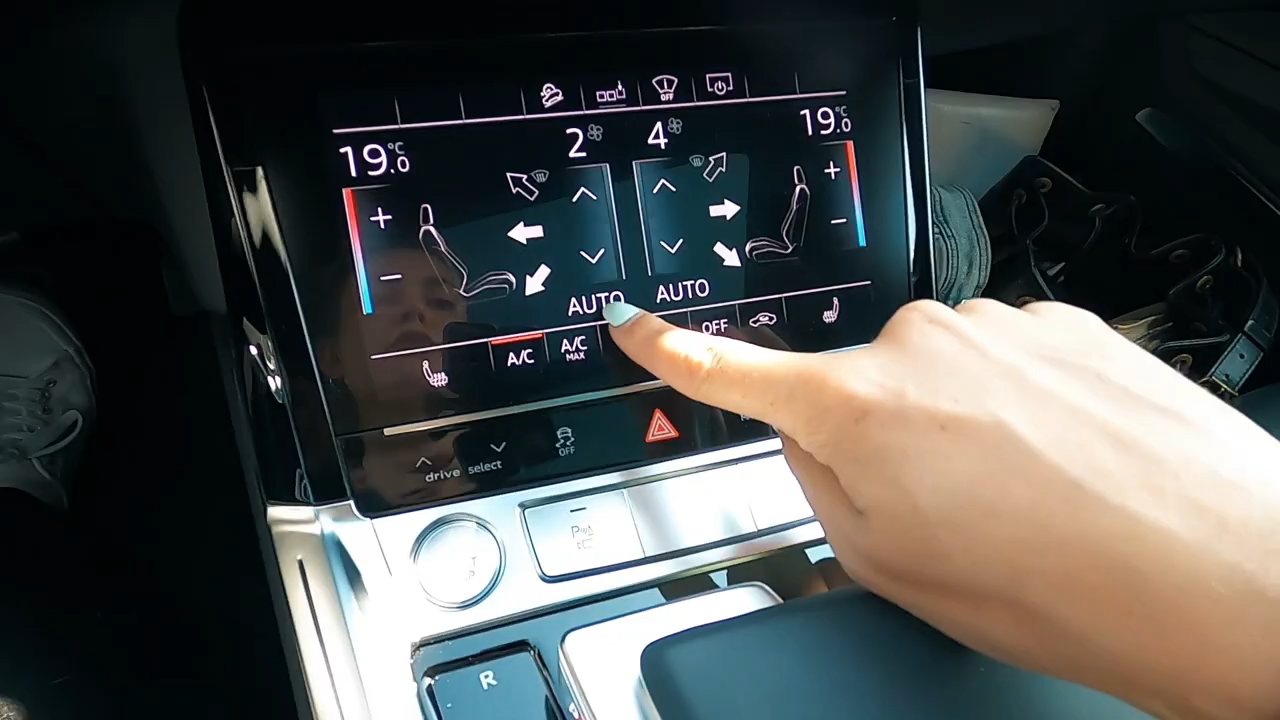 OFF
19.0 °C
2
4
19.0 °C
+
−
+
−
AUTO
AUTO
A/C
A/C MAX
OFF
drive select
OFF
P
R